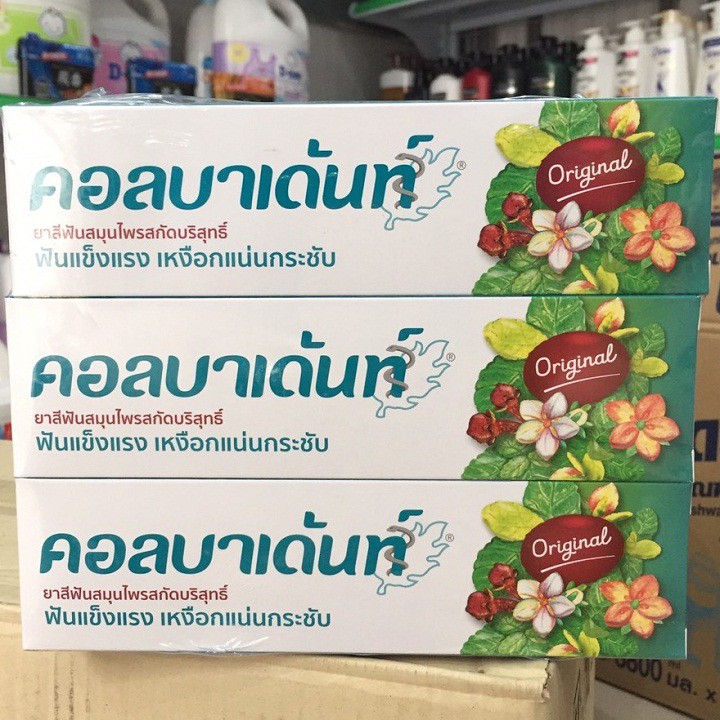 คอลบาเด้นท์ ®
Original
ยาสีฟันสมุนไพรสกัดบริสุทธิ์
ฟันแข็งแรง เหงือกแน่นกระชับ
คอลบาเด้นท์ ®
Original
ยาสีฟันสมุนไพรสกัดบริสุทธิ์
ฟันแข็งแรง เหงือกแน่นกระชับ
คอลบาเด้นท์ ®
Original
ยาสีฟันสมุนไพรสกัดบริสุทธิ์
ฟันแข็งแรง เหงือกแน่นกระชับ